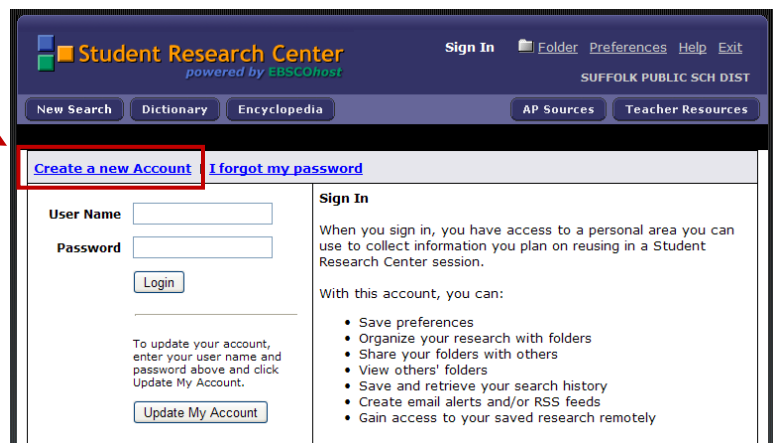 Student Research Center
powered by EBSCOhost
Sign In Folder Preferences Help Exit
SUFFOLK PUBLIC SCH DIST
New Search Dictionary Encyclopedia AP Sources Teacher Resources
Create a new Account | I forgot my password
User Name
Password
Login
To update your account,
enter your user name and
password above and click
Update My Account.
Update My Account
Sign In
When you sign in, you have access to a personal area you can
use to collect information you plan on reusing in a Student
Research Center session.
With this account, you can:
• Save preferences
• Organize your research with folders
• Share your folders with others
• View others' folders
• Save and retrieve your search history
• Create email alerts and/or RSS feeds
• Gain access to your saved research remotely